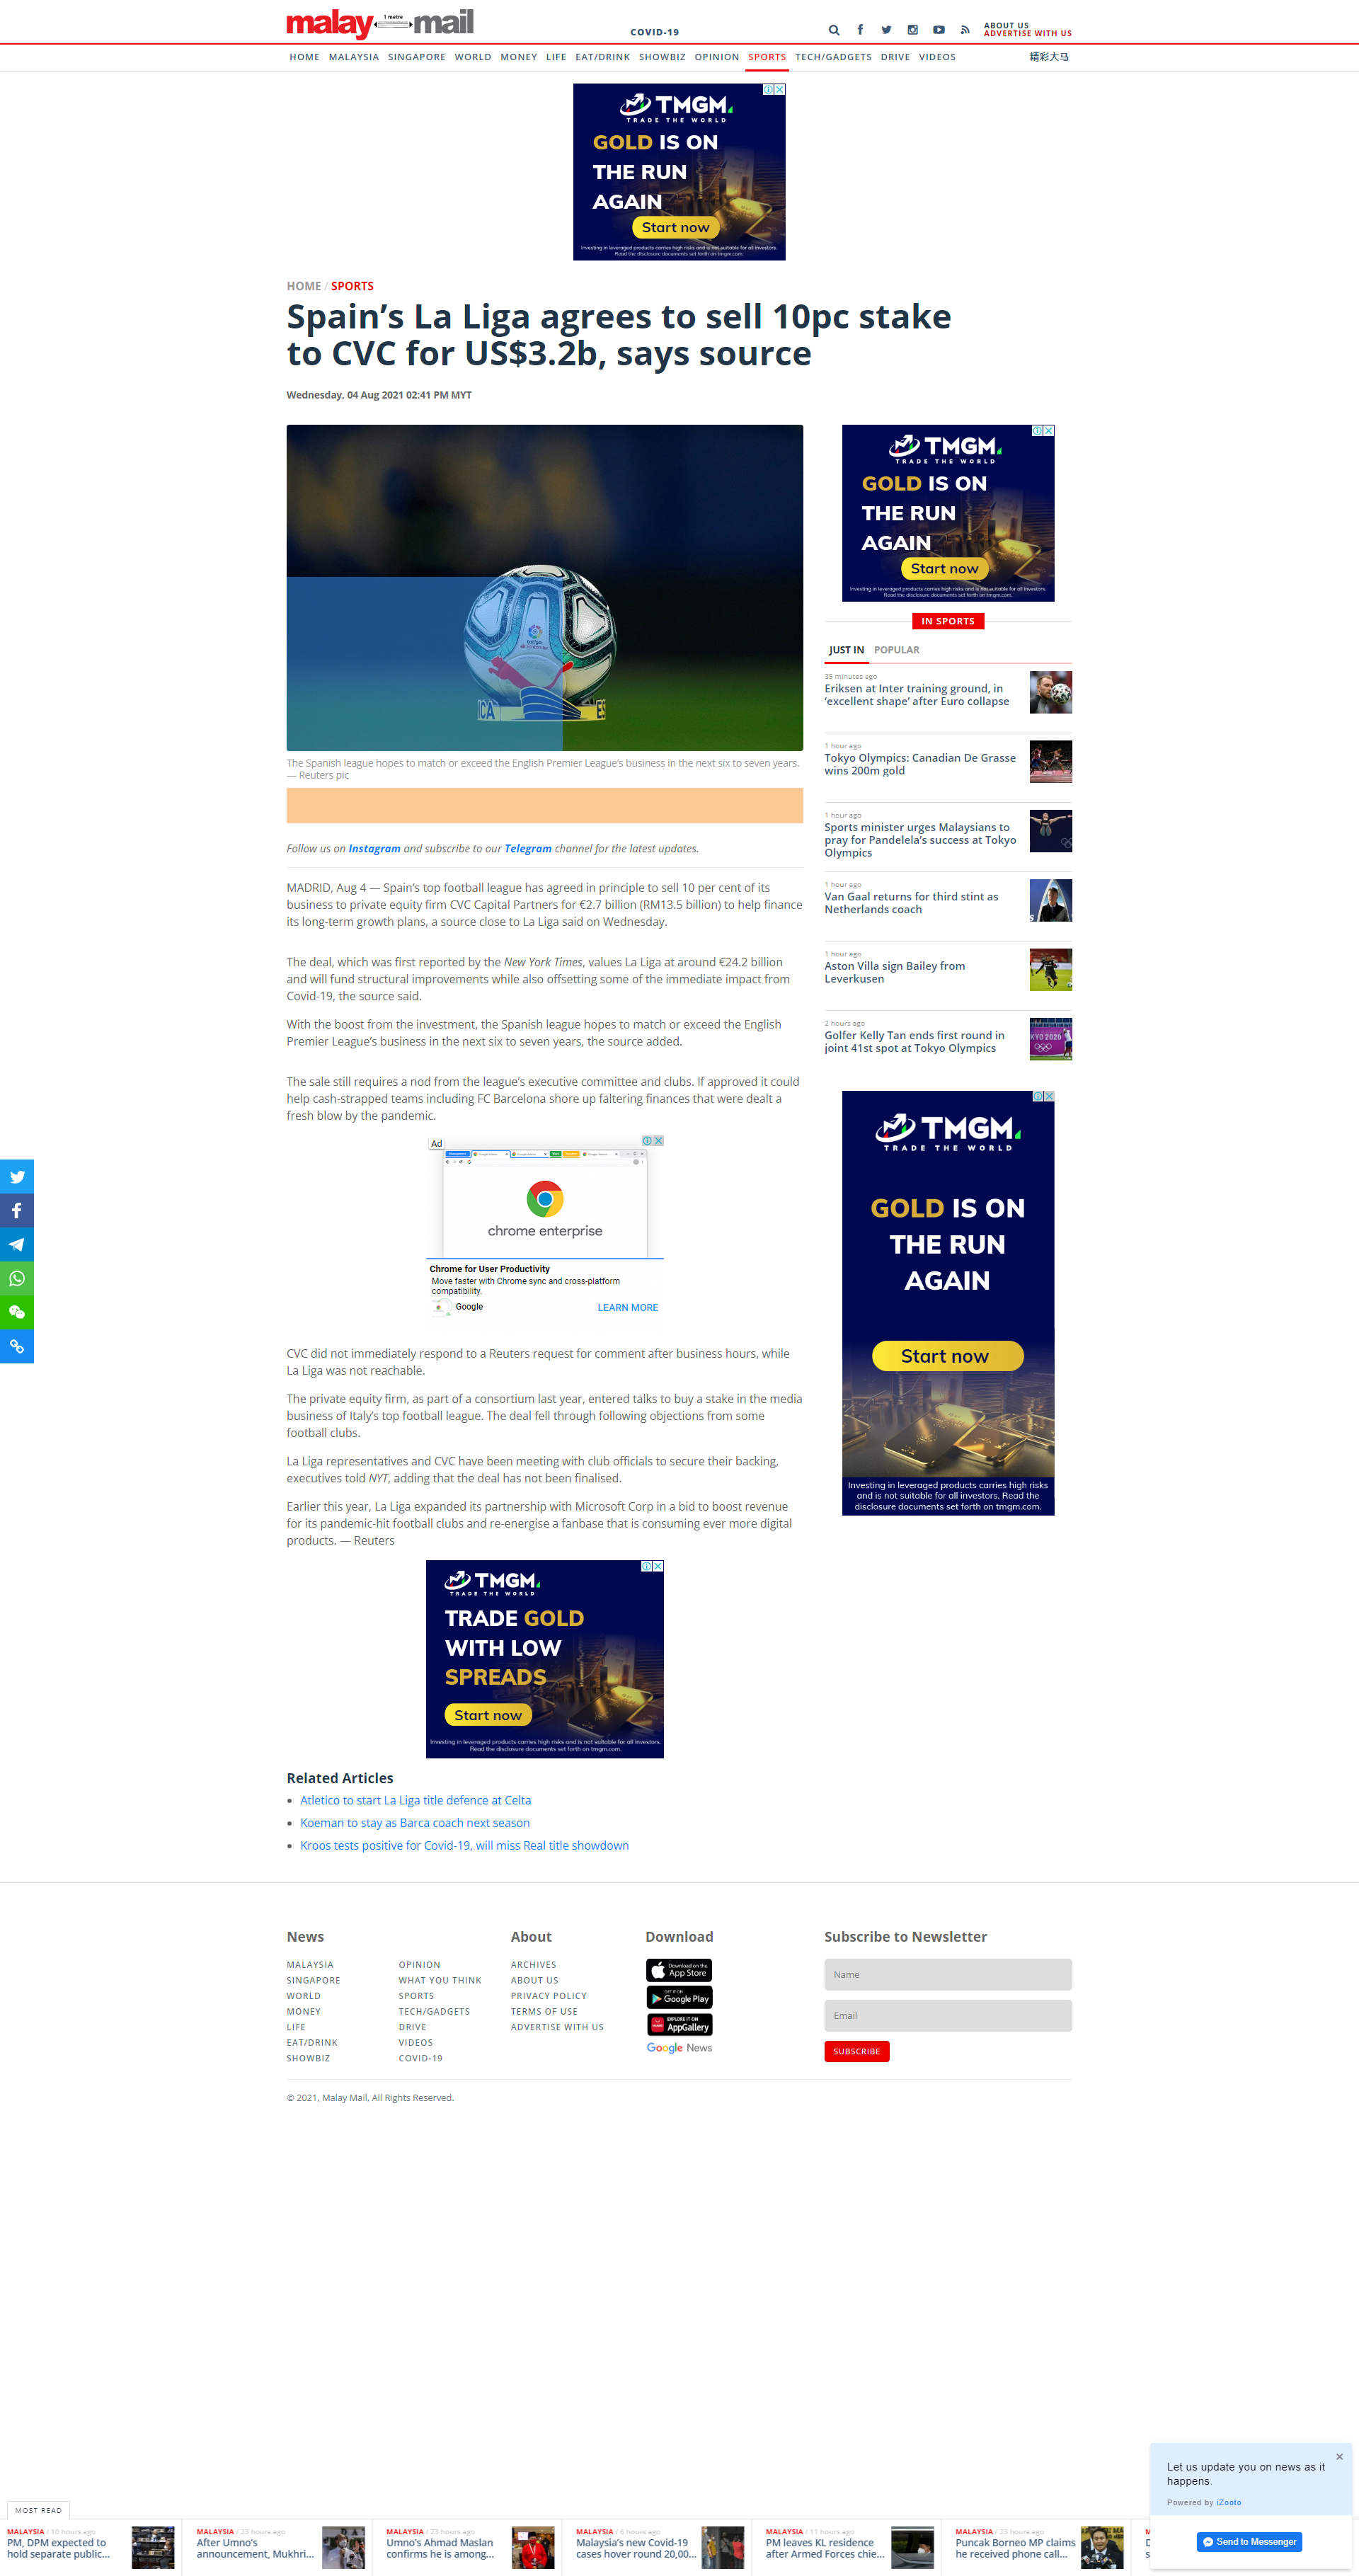 malay mail
1 metre
COVID-19
ABOUT US
ADVERTISE WITH US
HOME MALAYSIA SINGAPORE WORLD MONEY LIFE EAT/DRINK SHOWBIZ OPINION SPORTS TECH/GADGETS DRIVE VIDEOS 精彩大马
TMGM
TRADE THE WORLD
GOLD IS ON
THE RUN
AGAIN
Start now
Investing in leveraged products carries high risks and is not suitable for all investors.
Read the disclosure documents set forth on tmgm.com.
HOME / SPORTS
Spain’s La Liga agrees to sell 10pc stake
to CVC for US$3.2b, says source
Wednesday, 04 Aug 2021 02:41 PM MYT
The Spanish league hopes to match or exceed the English Premier League’s business in the next six to seven years.
— Reuters pic
Follow us on Instagram and subscribe to our Telegram channel for the latest updates.
MADRID, Aug 4 — Spain’s top football league has agreed in principle to sell 10 per cent of its
business to private equity firm CVC Capital Partners for €2.7 billion (RM13.5 billion) to help finance
its long-term growth plans, a source close to La Liga said on Wednesday.
The deal, which was first reported by the New York Times, values La Liga at around €24.2 billion
and will fund structural improvements while also offsetting some of the immediate impact from
Covid-19, the source said.
With the boost from the investment, the Spanish league hopes to match or exceed the English
Premier League’s business in the next six to seven years, the source added.
The sale still requires a nod from the league’s executive committee and clubs. If approved it could
help cash-strapped teams including FC Barcelona shore up faltering finances that were dealt a
fresh blow by the pandemic.
Ad
chrome enterprise
Chrome for User Productivity
Move faster with Chrome sync and cross-platform
compatibility.
Google
LEARN MORE
CVC did not immediately respond to a Reuters request for comment after business hours, while
La Liga was not reachable.
The private equity firm, as part of a consortium last year, entered talks to buy a stake in the media
business of Italy’s top football league. The deal fell through following objections from some
football clubs.
La Liga representatives and CVC have been meeting with club officials to secure their backing,
executives told NYT, adding that the deal has not been finalised.
Earlier this year, La Liga expanded its partnership with Microsoft Corp in a bid to boost revenue
for its pandemic-hit football clubs and re-energise a fanbase that is consuming ever more digital
products. — Reuters
TMGM
TRADE THE WORLD
TRADE GOLD
WITH LOW
SPREADS
Start now
Investing in leveraged products carries high risks and is not suitable for all investors.
Read the disclosure documents set forth on tmgm.com.
Related Articles
Atletico to start La Liga title defence at Celta
Koeman to stay as Barca coach next season
Kroos tests positive for Covid-19, will miss Real title showdown
TMGM
TRADE THE WORLD
GOLD IS ON
THE RUN
AGAIN
Start now
Investing in leveraged products carries high risks and is not suitable for all investors.
Read the disclosure documents set forth on tmgm.com.
IN SPORTS
JUST IN POPULAR
35 minutes ago
Eriksen at Inter training ground, in
‘excellent shape’ after Euro collapse
1 hour ago
Tokyo Olympics: Canadian De Grasse
wins 200m gold
1 hour ago
Sports minister urges Malaysians to
pray for Pandelela’s success at Tokyo
Olympics
1 hour ago
Van Gaal returns for third stint as
Netherlands coach
1 hour ago
Aston Villa sign Bailey from
Leverkusen
2 hours ago
Golfer Kelly Tan ends first round in
joint 41st spot at Tokyo Olympics
TMGM
TRADE THE WORLD
GOLD IS ON
THE RUN
AGAIN
Start now
Investing in leveraged products carries high risks
and is not suitable for all investors. Read the
disclosure documents set forth on tmgm.com.
News
MALAYSIA
SINGAPORE
WORLD
MONEY
LIFE
EAT/DRINK
SHOWBIZ
OPINION
WHAT YOU THINK
SPORTS
TECH/GADGETS
DRIVE
VIDEOS
COVID-19
About
ARCHIVES
ABOUT US
PRIVACY POLICY
TERMS OF USE
ADVERTISE WITH US
Download
Download on the
App Store
GET IT ON
Google Play
EXPLORE IT ON
AppGallery
Google News
Subscribe to Newsletter
Name
Email
SUBSCRIBE
© 2021, Malay Mail, All Rights Reserved.
Let us update you on news as it
happens.
Powered by iZooto
Send to Messenger
MOST READ
MALAYSIA / 10 hours ago
PM, DPM expected to
hold separate public...
MALAYSIA / 23 hours ago
After Umno’s
announcement, Mukhri...
MALAYSIA / 23 hours ago
Umno’s Ahmad Maslan
confirms he is among...
MALAYSIA / 6 hours ago
Malaysia’s new Covid-19
cases hover round 20,00...
MALAYSIA / 11 hours ago
PM leaves KL residence
after Armed Forces chie...
MALAYSIA / 23 hours ago
Puncak Borneo MP claims
he received phone call...